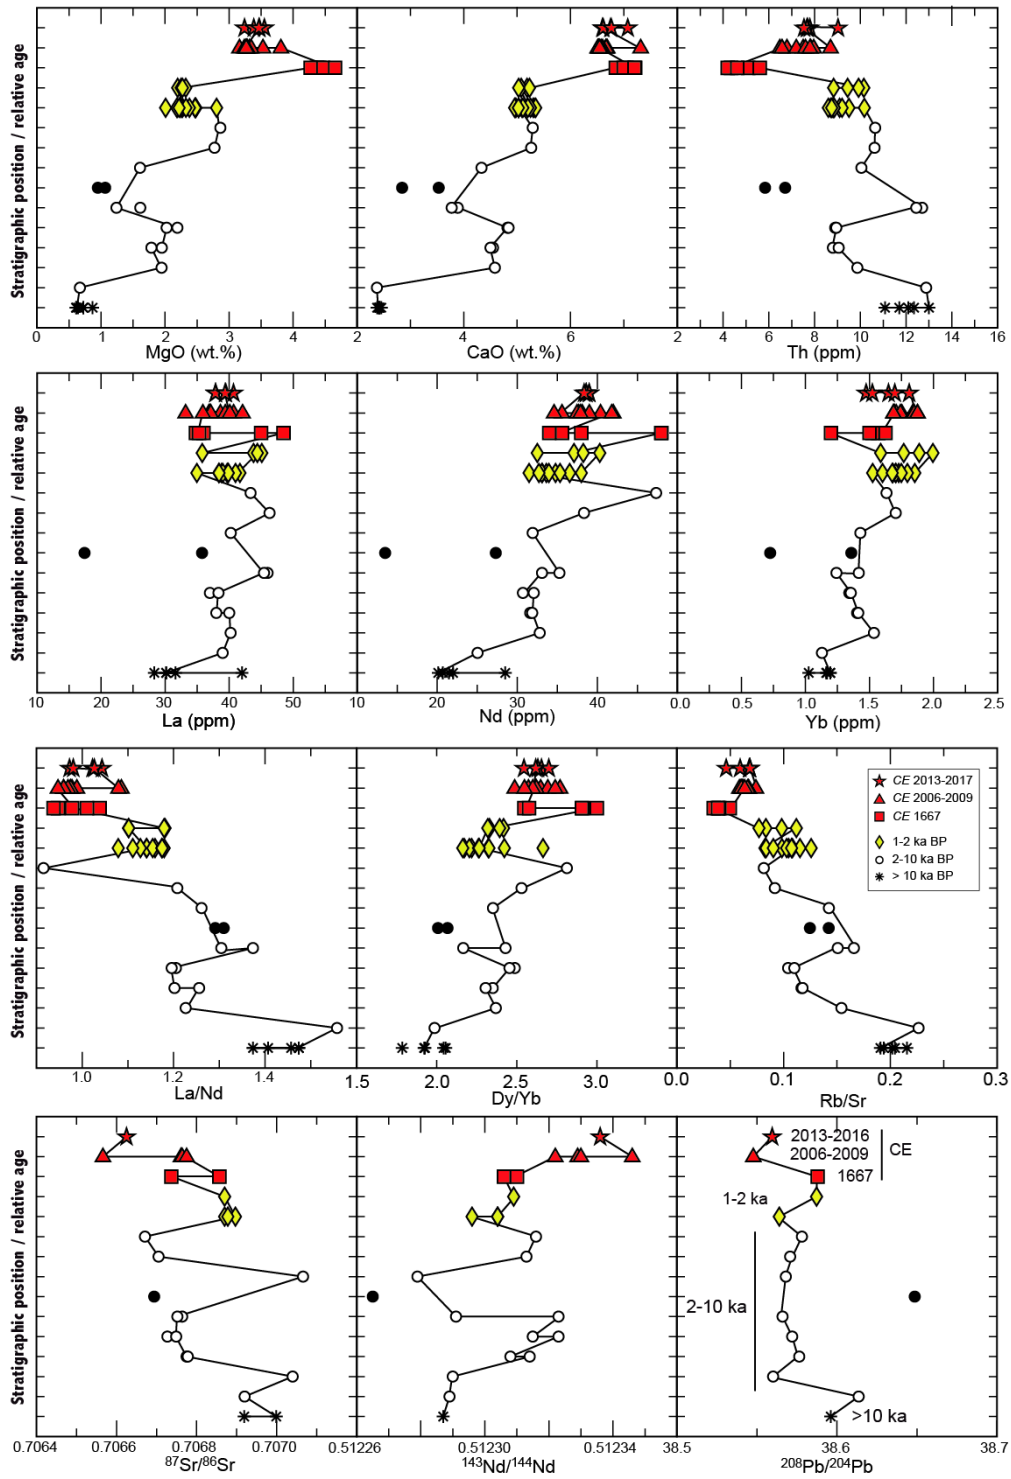 Stratigraphic position / relative age
0 1 2 3 4 2 4 6 2 4 6 8 10 12 14 16
MgO (wt.%) CaO (wt.%) Th (ppm)
Stratigraphic position / relative age
10 20 30 40 50 10 20 30 40 0.0 0.5 1.0 1.5 2.0 2.5
La (ppm) Nd (ppm) Yb (ppm)
Stratigraphic position / relative age
CE 2013-2017
CE 2006-2009
CE 1667
1-2 ka BP
2-10 ka BP
> 10 ka BP
1.0 1.2 1.4 1.5 2.0 2.5 3.0 0.0 0.1 0.2 0.3
La/Nd Dy/Yb Rb/Sr
Stratigraphic position / relative age
2013-2016
2006-2009 CE
1667
1-2 ka
2-10 ka
>10 ka
0.7064 0.7066 0.7068 0.7070 0.51226 0.51230 0.51234 38.5 38.6 38.7
87Sr/86Sr 143Nd/144Nd 208Pb/204Pb